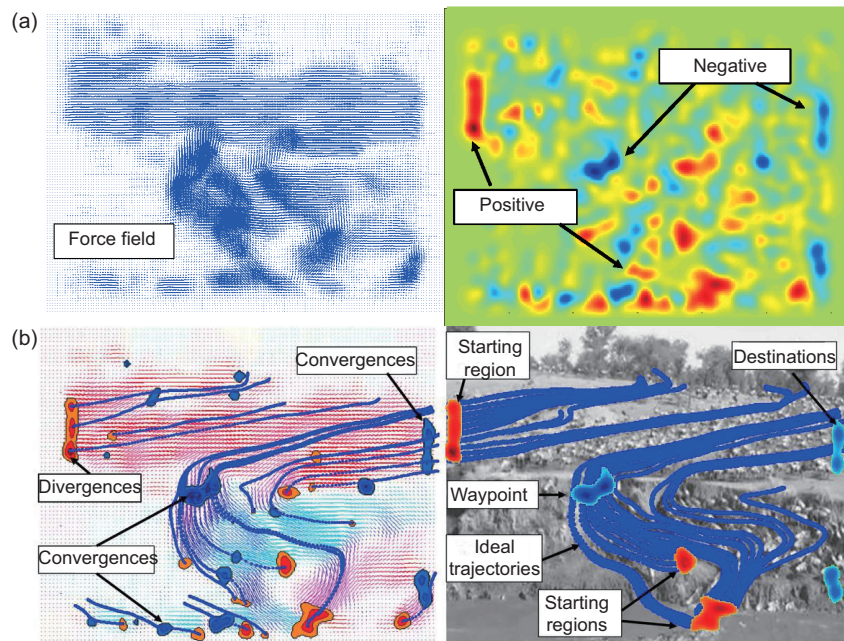 (a)
Negative
Positive
Force field
(b)
Convergences
Starting
region
Destinations
Divergences
Waypoint
Convergences
Ideal
trajectories
Starting
regions